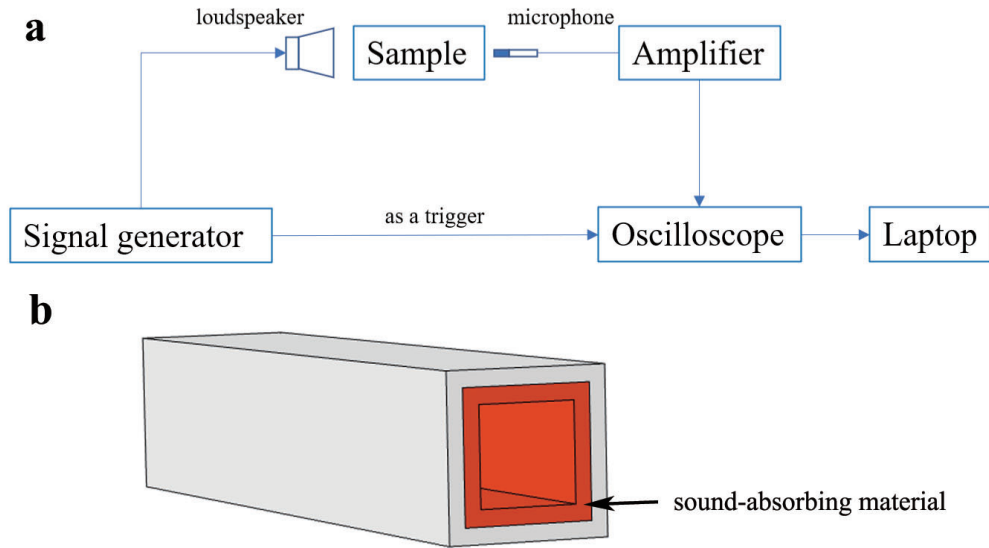 a
loudspeaker
microphone
Sample
Amplifier
as a trigger
Signal generator
Oscilloscope
Laptop
b
sound-absorbing material